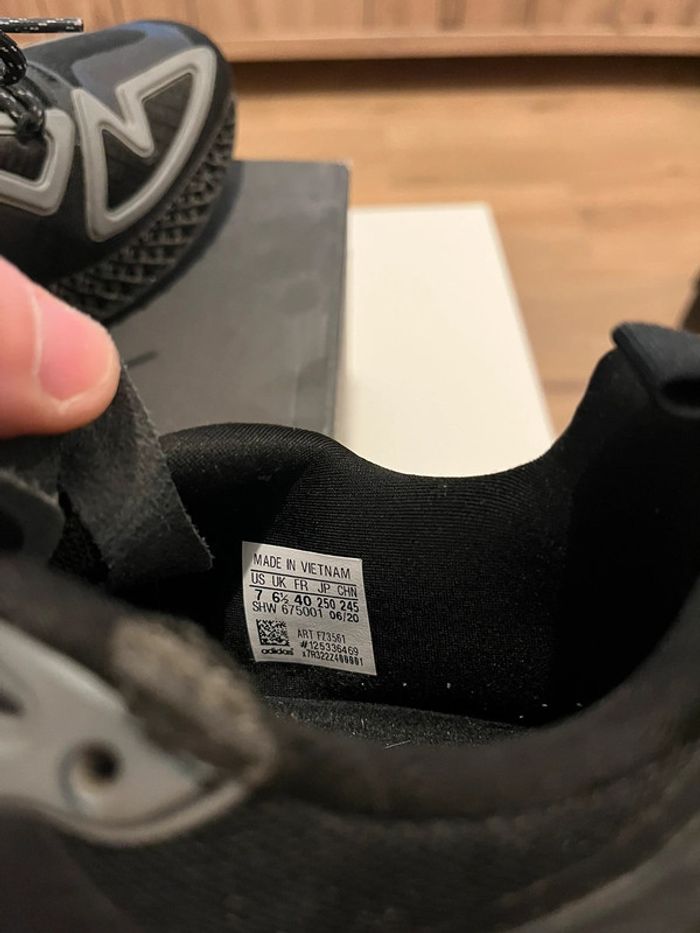 MADE IN VIETNAM
US UK FR JP CHN
7 6½ 40 250 245
SHW 675001 06/20
ART FZ3561
#125336469
adidas x7R322Z400001